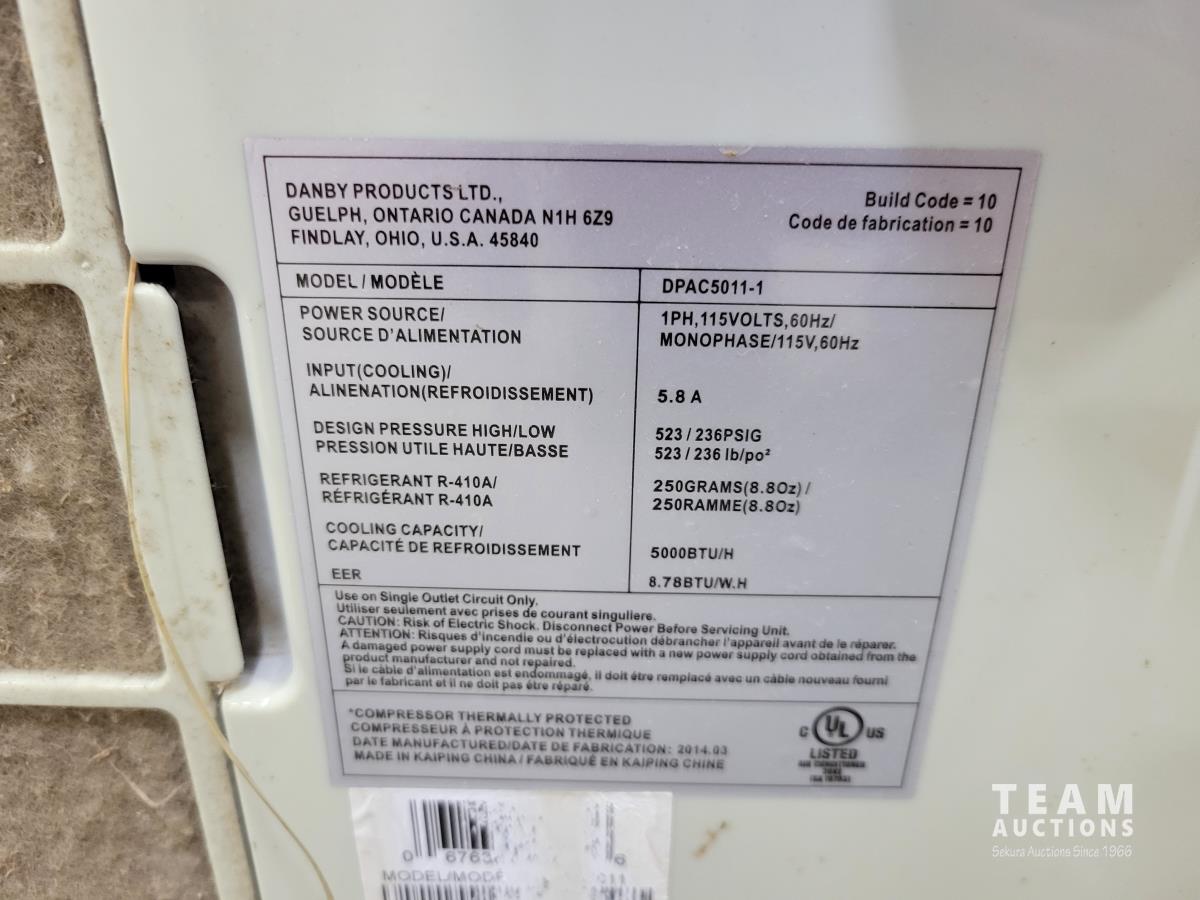 DANBY PRODUCTS LTD.,
GUELPH, ONTARIO CANADA N1H 6Z9
FINDLAY, OHIO, U.S.A. 45840
Build Code = 10
Code de fabrication = 10
MODEL / MODÈLE
DPAC5011-1
POWER SOURCE/
SOURCE D'ALIMENTATION
1PH,115VOLTS,60Hz/
MONOPHASE/115V,60Hz
INPUT(COOLING)/
ALINENATION(REFROIDISSEMENT)
5.8 A
DESIGN PRESSURE HIGH/LOW
PRESSION UTILE HAUTE/BASSE
523 / 236PSIG
523 / 236 lb/po²
REFRIGERANT R-410A/
RÉFRIGÉRANT R-410A
250GRAMS(8.8Oz) /
250RAMME(8.8Oz)
COOLING CAPACITY/
CAPACITÉ DE REFROIDISSEMENT
5000BTU/H
EER
8.78BTU/W.H
Use on Single Outlet Circuit Only.
Utiliser seulement avec prises de courant singuliere.
CAUTION: Risk of Electric Shock. Disconnect Power Before Servicing Unit.
ATTENTION: Risques d'incendie ou d'électrocution débrancher l'appareil avant de le réparer.
A damaged power supply cord must be replaced with a new power supply cord obtained from the
product manufacturer and not repaired.
Si le câble d'alimentation est endommagé, il doit être remplacé avec un câble nouveau fourni
par le fabricant et il ne doit pas être réparé.
*COMPRESSOR THERMALLY PROTECTED
COMPRESSEUR À PROTECTION THERMIQUE
DATE MANUFACTURED/DATE DE FABRICATION: 2014.03
MADE IN KAIPING CHINA / FABRIQUÉ EN KAIPING CHINE
C UL US
LISTED
AIR CONDITIONER
0 6763
6
MODEL/MODÈ
C11
TEAM
AUCTIONS
Sekura Auctions Since 1966